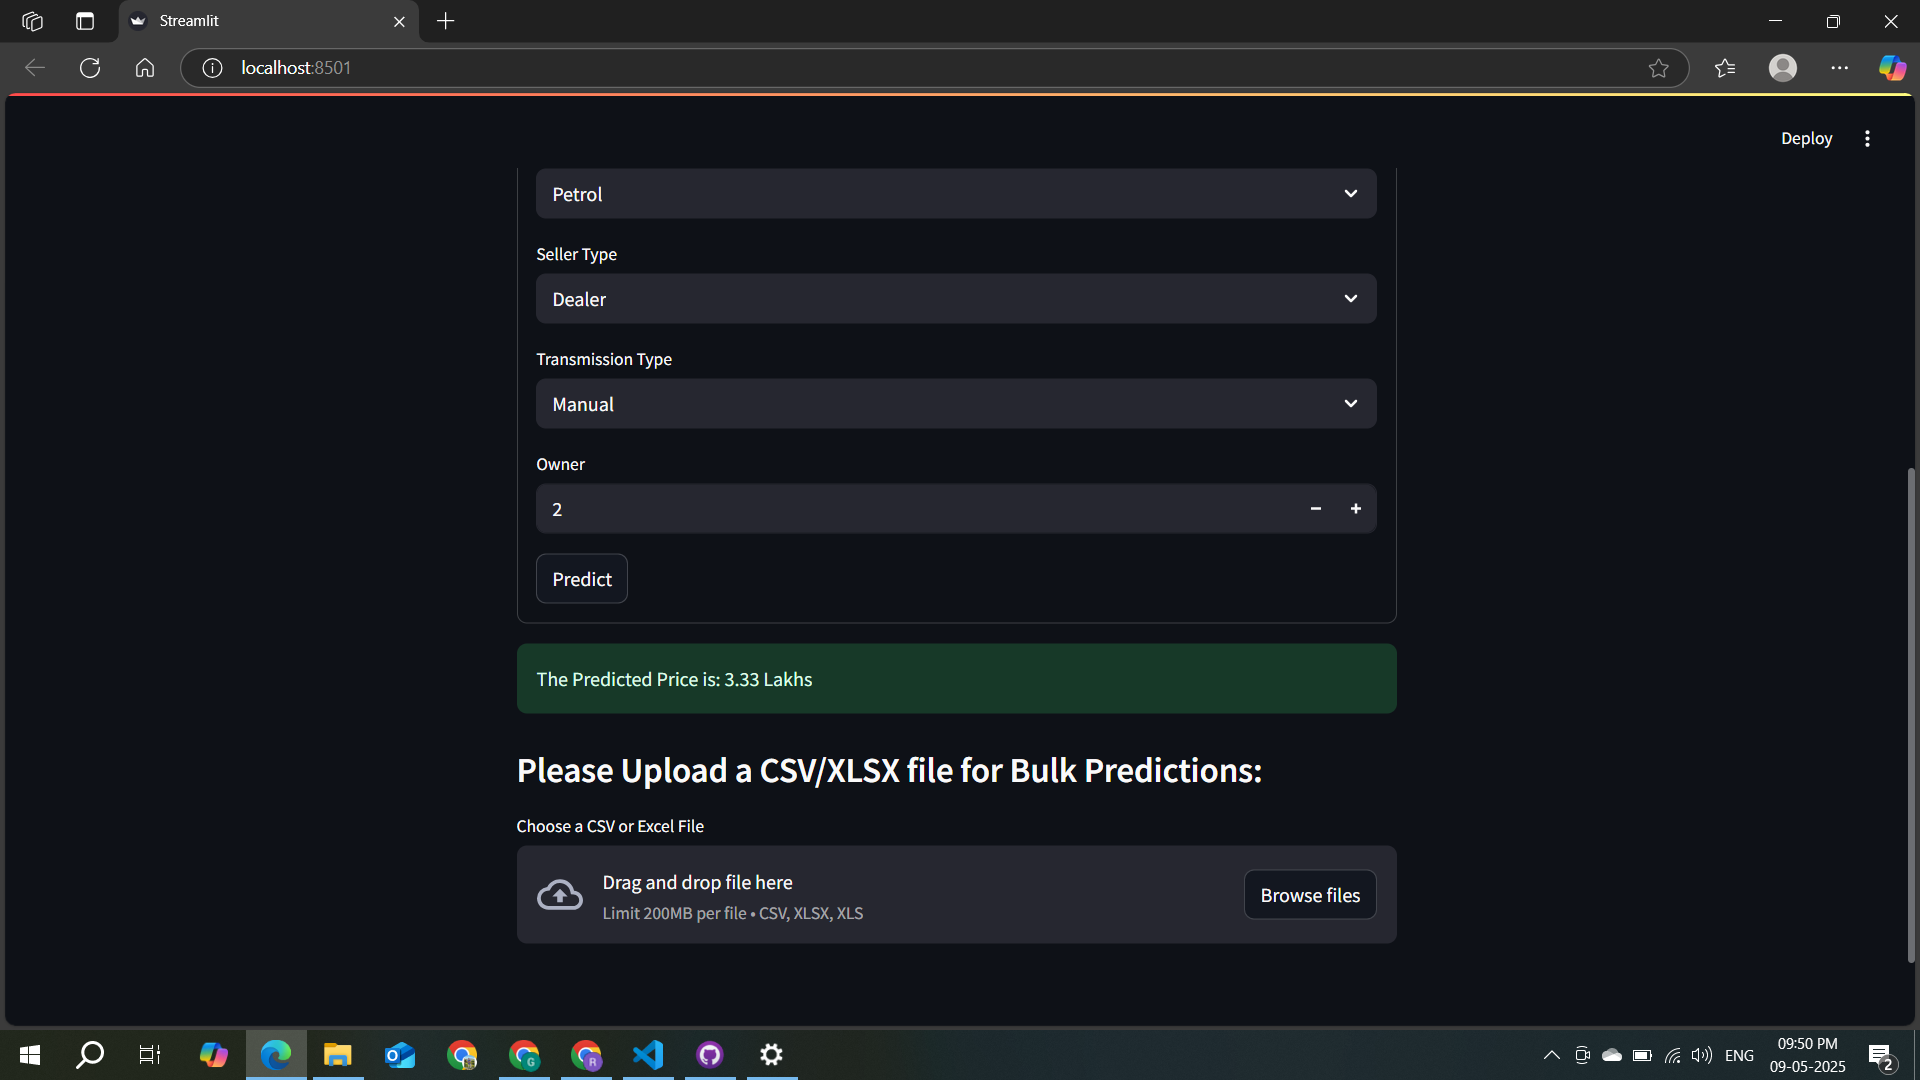 Streamlit
localhost:8501
Deploy
Petrol
Seller Type
Dealer
Transmission Type
Manual
Owner
2
Predict
The Predicted Price is: 3.33 Lakhs
Please Upload a CSV/XLSX file for Bulk Predictions:
Choose a CSV or Excel File
Drag and drop file here
Limit 200MB per file • CSV, XLSX, XLS
Browse files
ENG
09:50 PM
09-05-2025
2